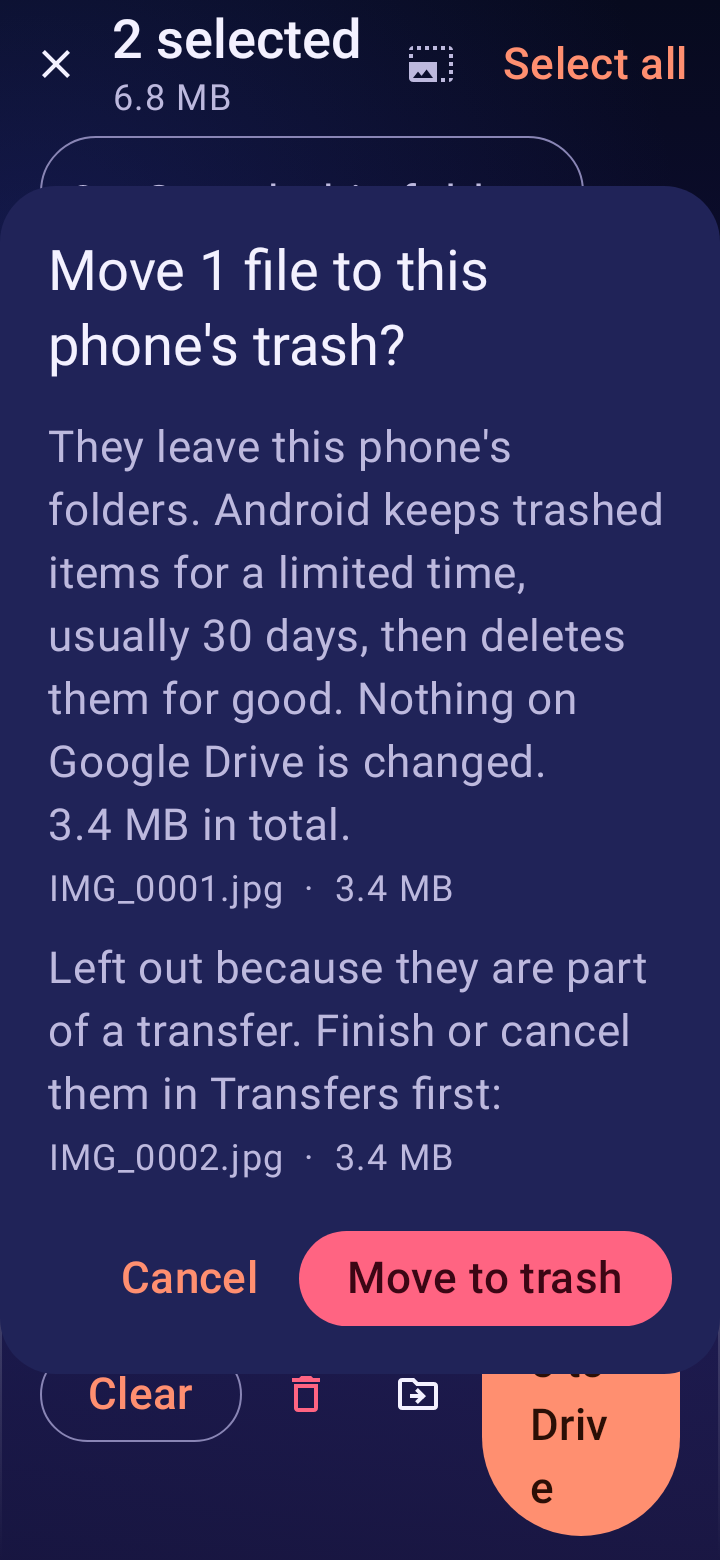 2 selected
6.8 MB
Select all
Move 1 file to this
phone's trash?
They leave this phone's
folders. Android keeps trashed
items for a limited time,
usually 30 days, then deletes
them for good. Nothing on
Google Drive is changed.
3.4 MB in total.
IMG_0001.jpg · 3.4 MB
Left out because they are part
of a transfer. Finish or cancel
them in Transfers first:
IMG_0002.jpg · 3.4 MB
Cancel
Move to trash
Clear
Driv
e